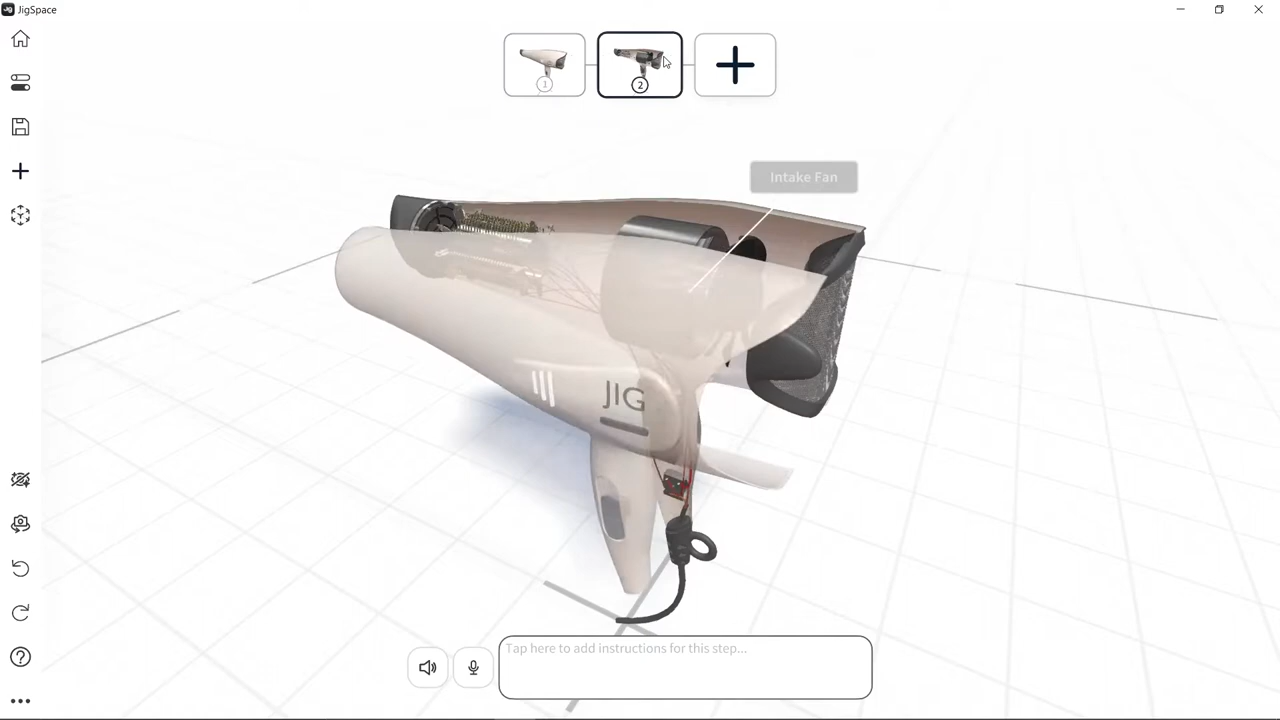 JigSpace
1
2
Intake Fan
JIG
Tap here to add instructions for this step...